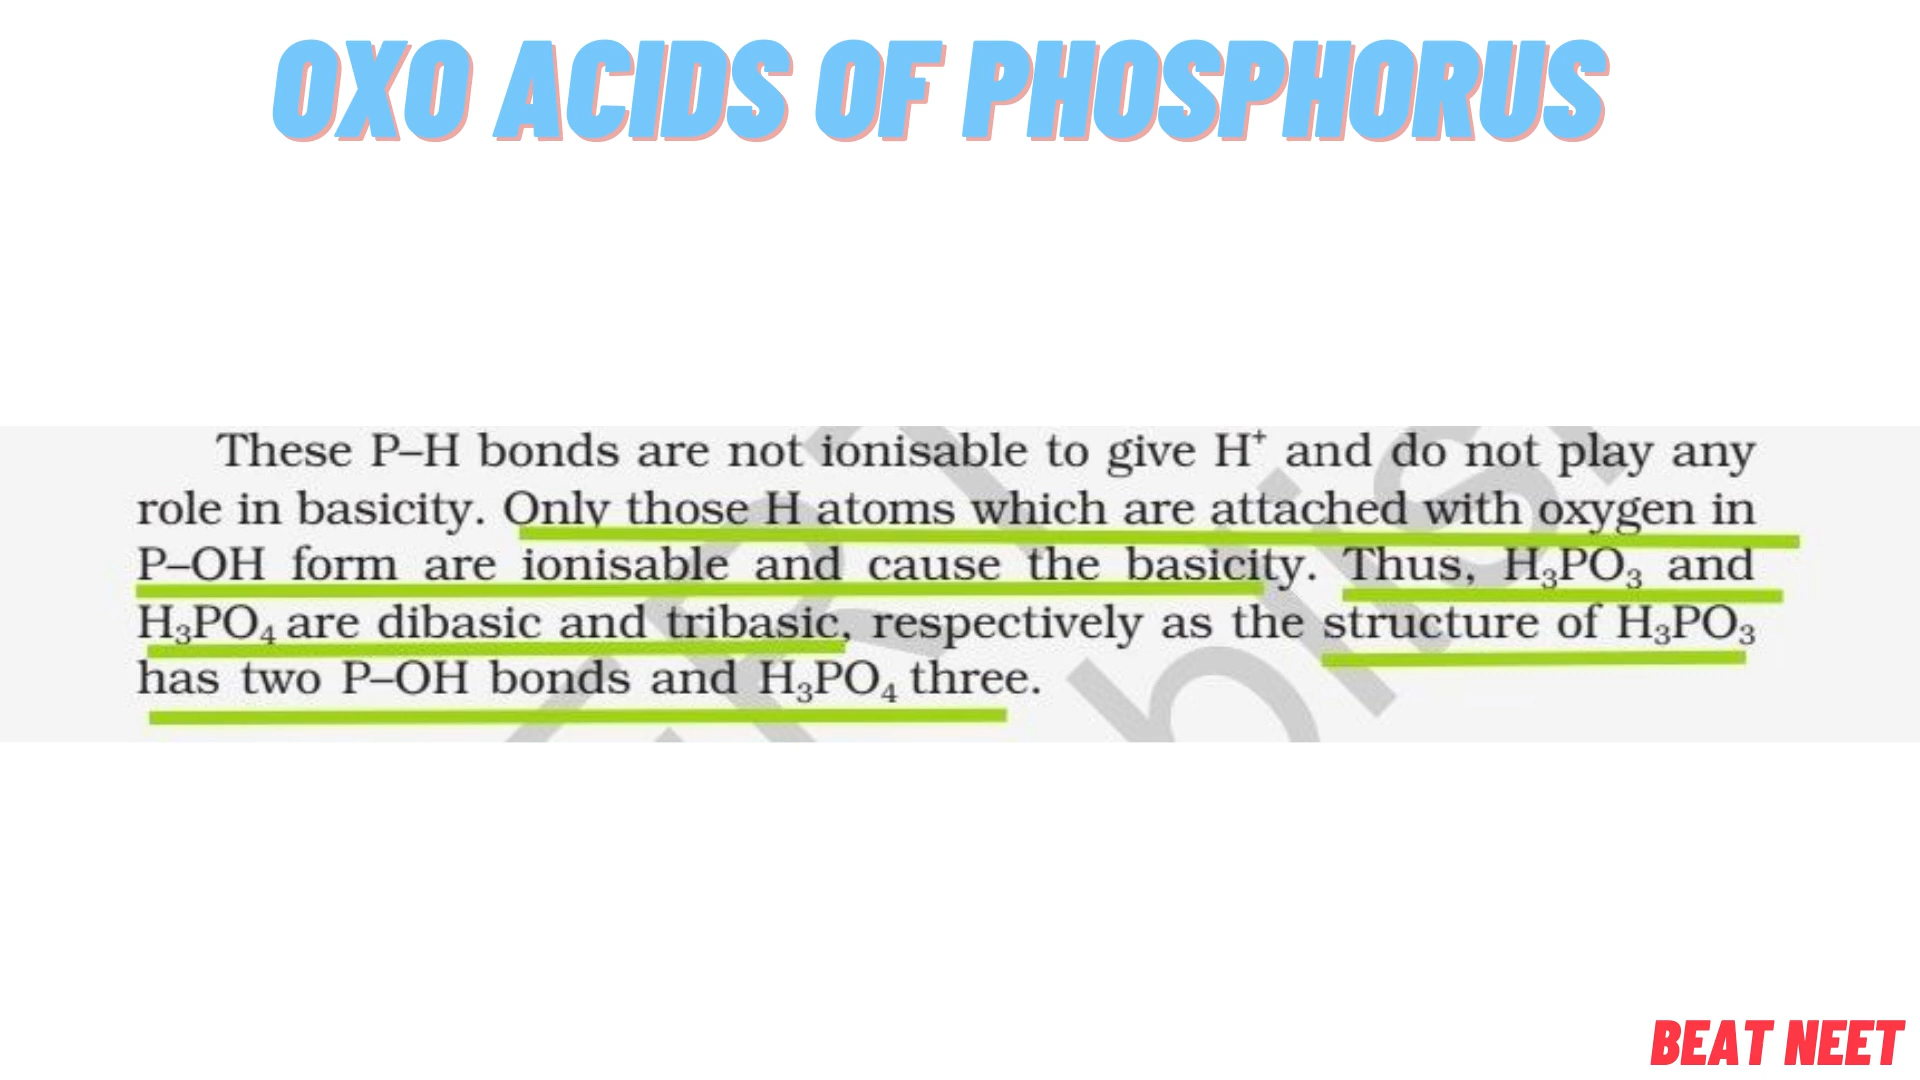 OXO ACIDS OF PHOSPHORUS
These P–H bonds are not ionisable to give H⁺ and do not play any
role in basicity. Only those H atoms which are attached with oxygen in
P–OH form are ionisable and cause the basicity. Thus, H₃PO₃ and
H₃PO₄ are dibasic and tribasic, respectively as the structure of H₃PO₃
has two P–OH bonds and H₃PO₄ three.
BEAT NEET